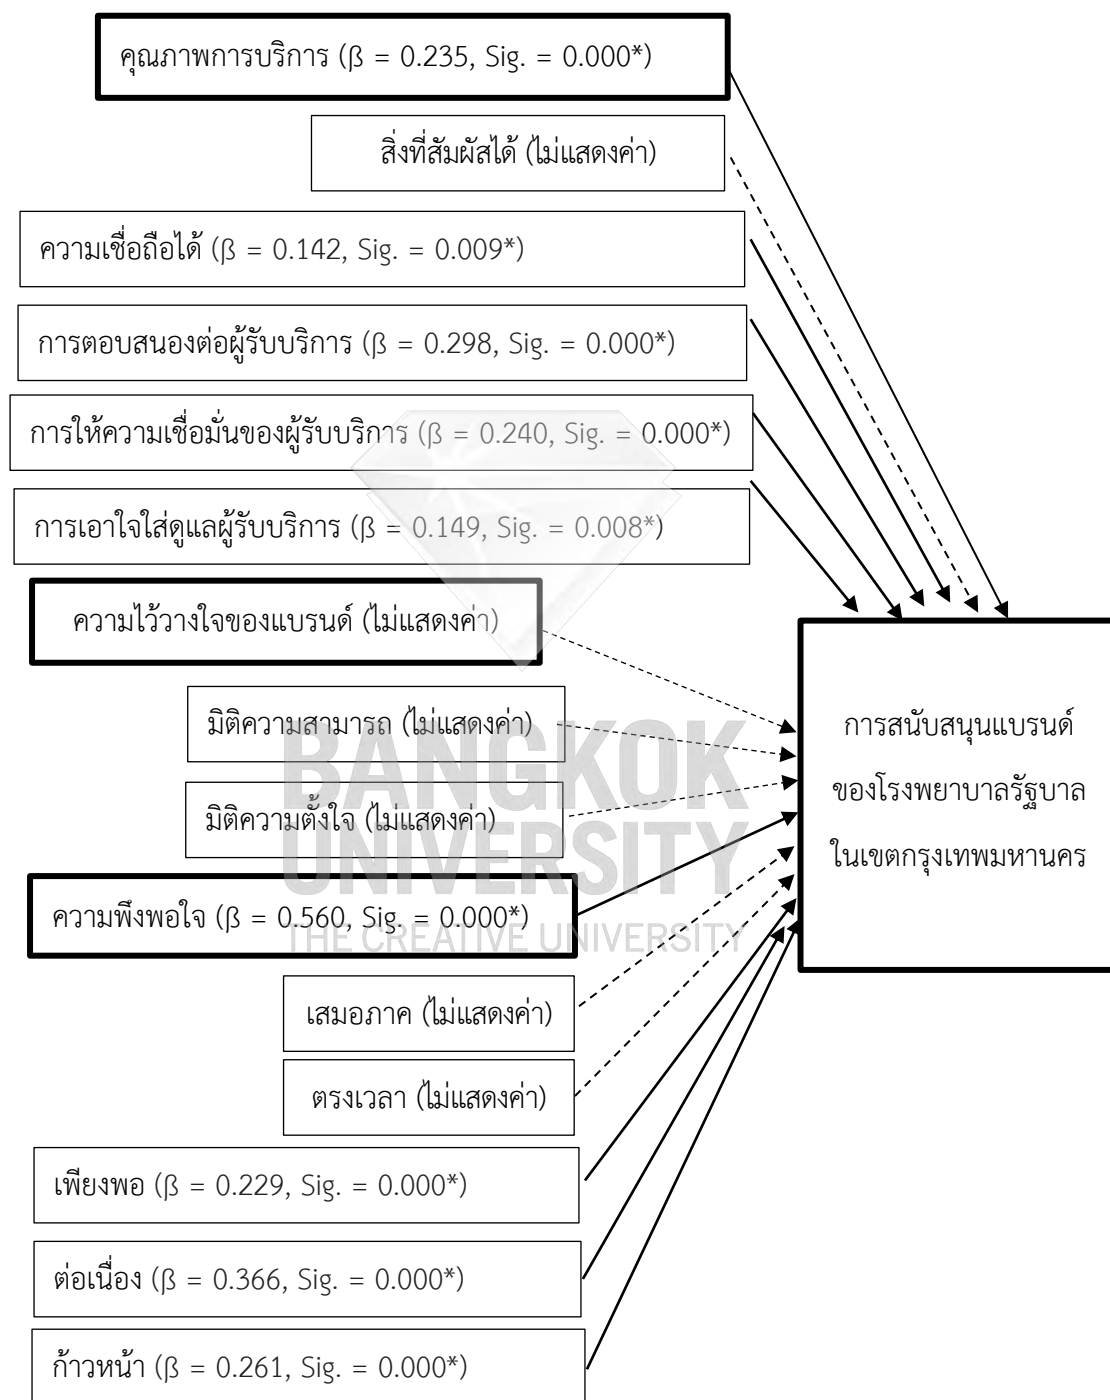 คุณภาพการบริการ (β = 0.235, Sig. = 0.000*)
สิ่งที่สัมผัสได้ (ไม่แสดงค่า)
ความเชื่อถือได้ (β = 0.142, Sig. = 0.009*)
การตอบสนองต่อผู้รับบริการ (β = 0.298, Sig. = 0.000*)
การให้ความเชื่อมั่นของผู้รับบริการ (β = 0.240, Sig. = 0.000*)
การเอาใจใส่ดูแลผู้รับบริการ (β = 0.149, Sig. = 0.008*)
ความไว้วางใจของแบรนด์ (ไม่แสดงค่า)
มิติความสามารถ (ไม่แสดงค่า)
มิติความตั้งใจ (ไม่แสดงค่า)
ความพึงพอใจ (β = 0.560, Sig. = 0.000*)
เสมอภาค (ไม่แสดงค่า)
ตรงเวลา (ไม่แสดงค่า)
เพียงพอ (β = 0.229, Sig. = 0.000*)
ต่อเนื่อง (β = 0.366, Sig. = 0.000*)
ก้าวหน้า (β = 0.261, Sig. = 0.000*)
การสนับสนุนแบรนด์
ของโรงพยาบาลรัฐบาล
ในเขตกรุงเทพมหานคร
BANGKOK
UNIVERSITY
THE CREATIVE UNIVERSITY